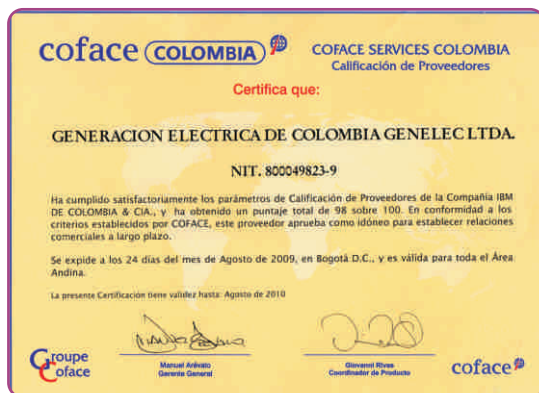 coface COLOMBIA
COFACE SERVICES COLOMBIA
Calificación de Proveedores
Certifica que:
GENERACION ELECTRICA DE COLOMBIA GENELEC LTDA.
NIT. 800049823-9
Ha cumplido satisfactoriamente los parámetros de Calificación de Proveedores de la Compañía IBM
DE COLOMBIA & CIA., y ha obtenido un puntaje total de 98 sobre 100. En conformidad a los
criterios establecidos por COFACE, este proveedor aprueba como idóneo para establecer relaciones
comerciales a largo plazo.
Se expide a los 24 días del mes de Agosto de 2009, en Bogotá D.C., y es válida para toda el Área
Andina.
La presente Certificación tiene validez hasta: Agosto de 2010
Groupe
Coface
Manuel Arévalo
Gerente General
Giovanni Rivas
Coordinador de Producto
coface